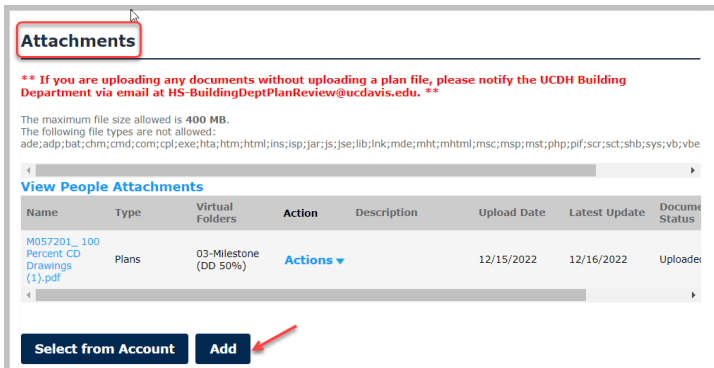 Attachments
** If you are uploading any documents without uploading a plan file, please notify the UCDH Building
Department via email at HS-BuildingDeptPlanReview@ucdavis.edu. **
The maximum file size allowed is 400 MB.
The following file types are not allowed:
ade;adp;bat;chm;cmd;com;cpl;exe;hta;htm;html;ins;isp;jar;js;jse;lib;lnk;mde;mht;mhtml;msc;msp;mst;php;pif;scr;sct;shb;sys;vb;vbe
View People Attachments
Name Type Virtual Folders Action Description Upload Date Latest Update Docume Status
M057201_ 100 Percent CD Drawings (1).pdf Plans 03-Milestone (DD 50%) Actions ▼ 12/15/2022 12/16/2022 Uploaded
Select from Account Add